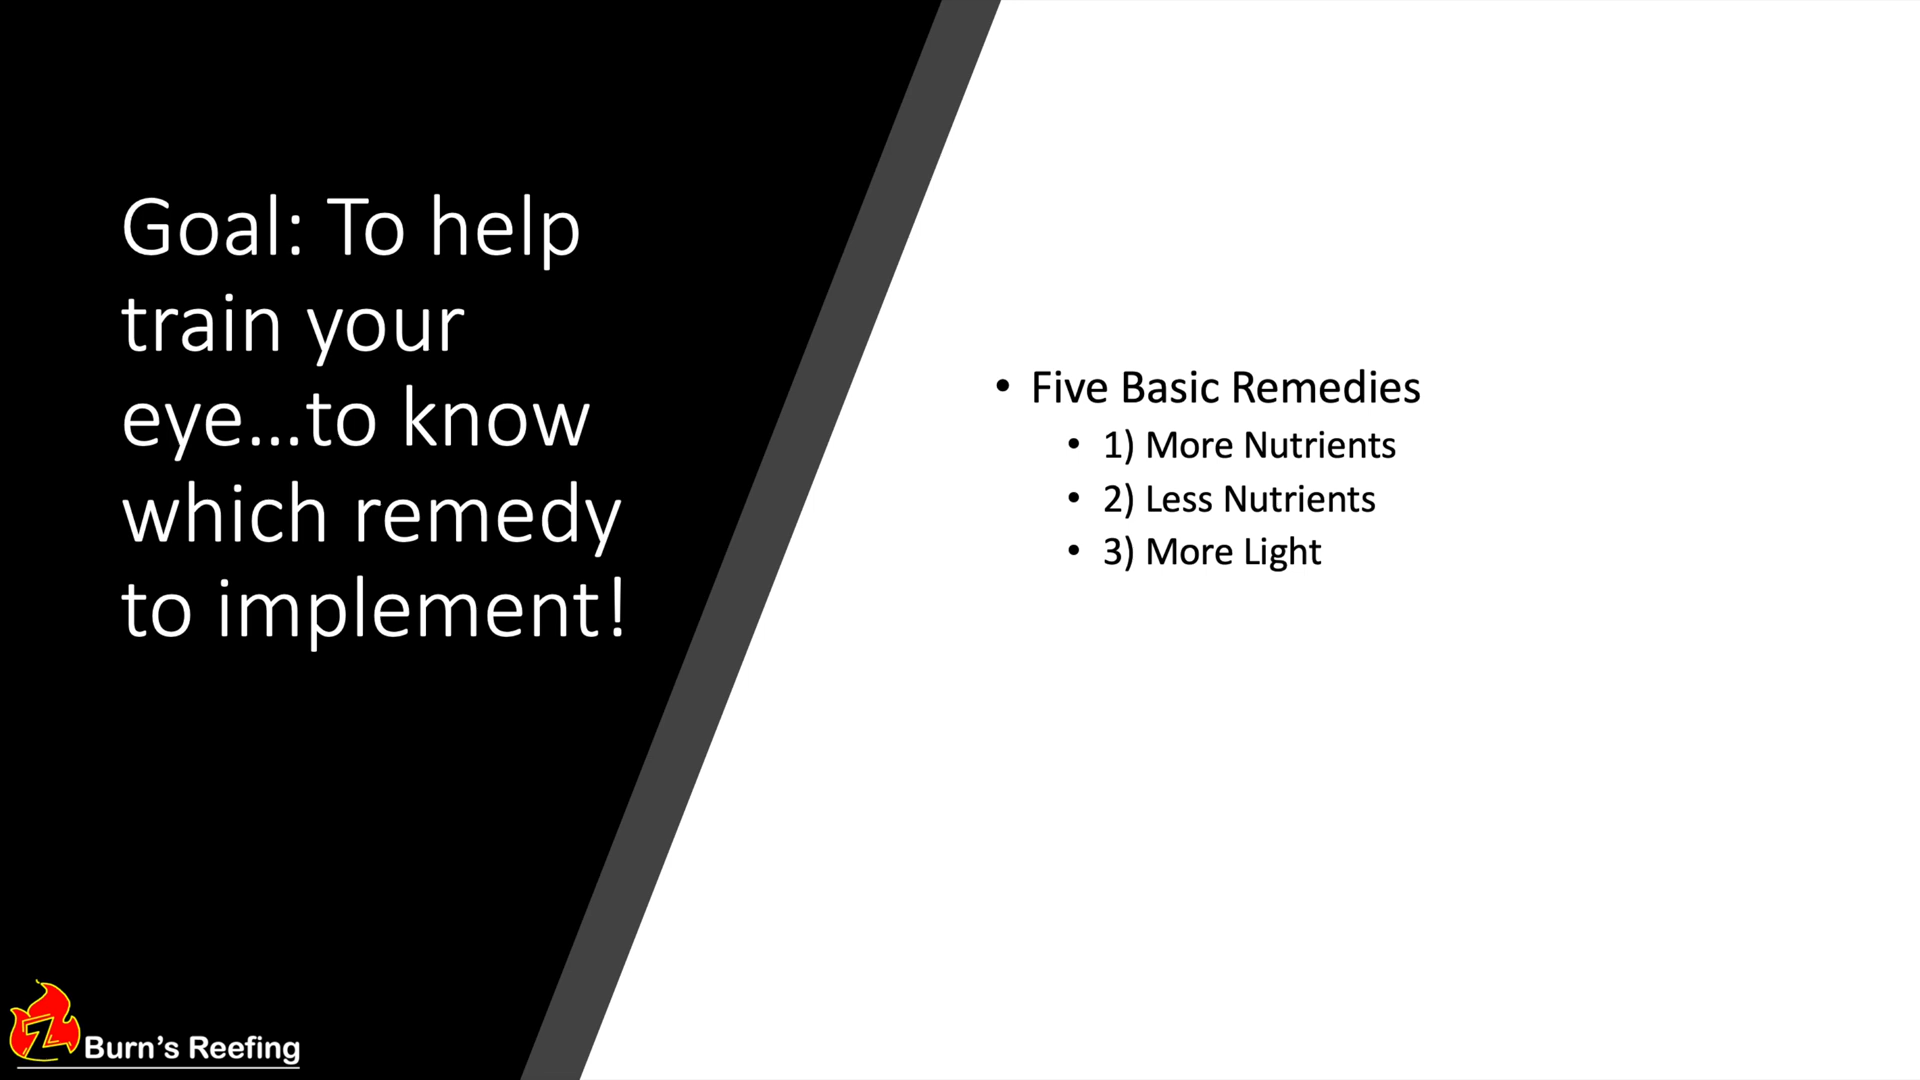 Goal: To help
train your
eye...to know
which remedy
to implement!
• Five Basic Remedies
• 1) More Nutrients
• 2) Less Nutrients
• 3) More Light
Z Burn's Reefing